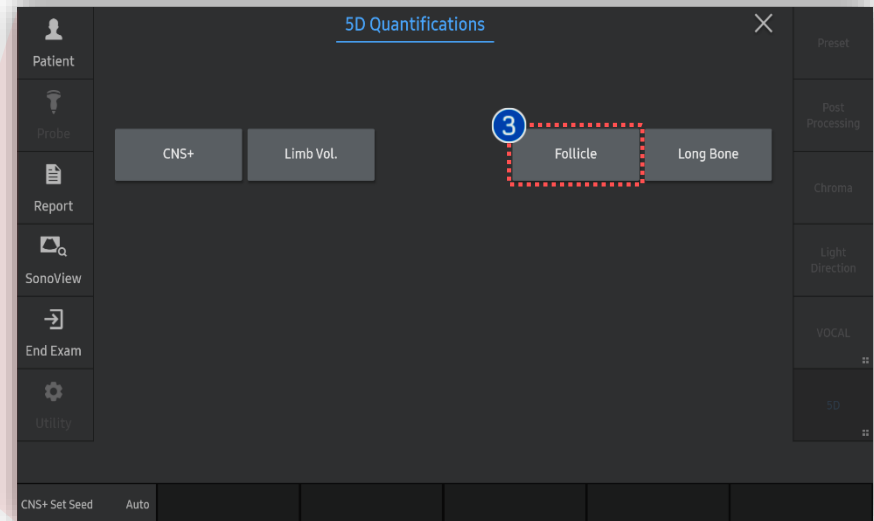 5D Quantifications
Patient
Probe
Report
SonoView
End Exam
Utility
3
CNS+
Limb Vol.
Follicle
Long Bone
Preset
Post
Processing
Chroma
Light
Direction
VOCAL
5D
CNS+ Set Seed Auto